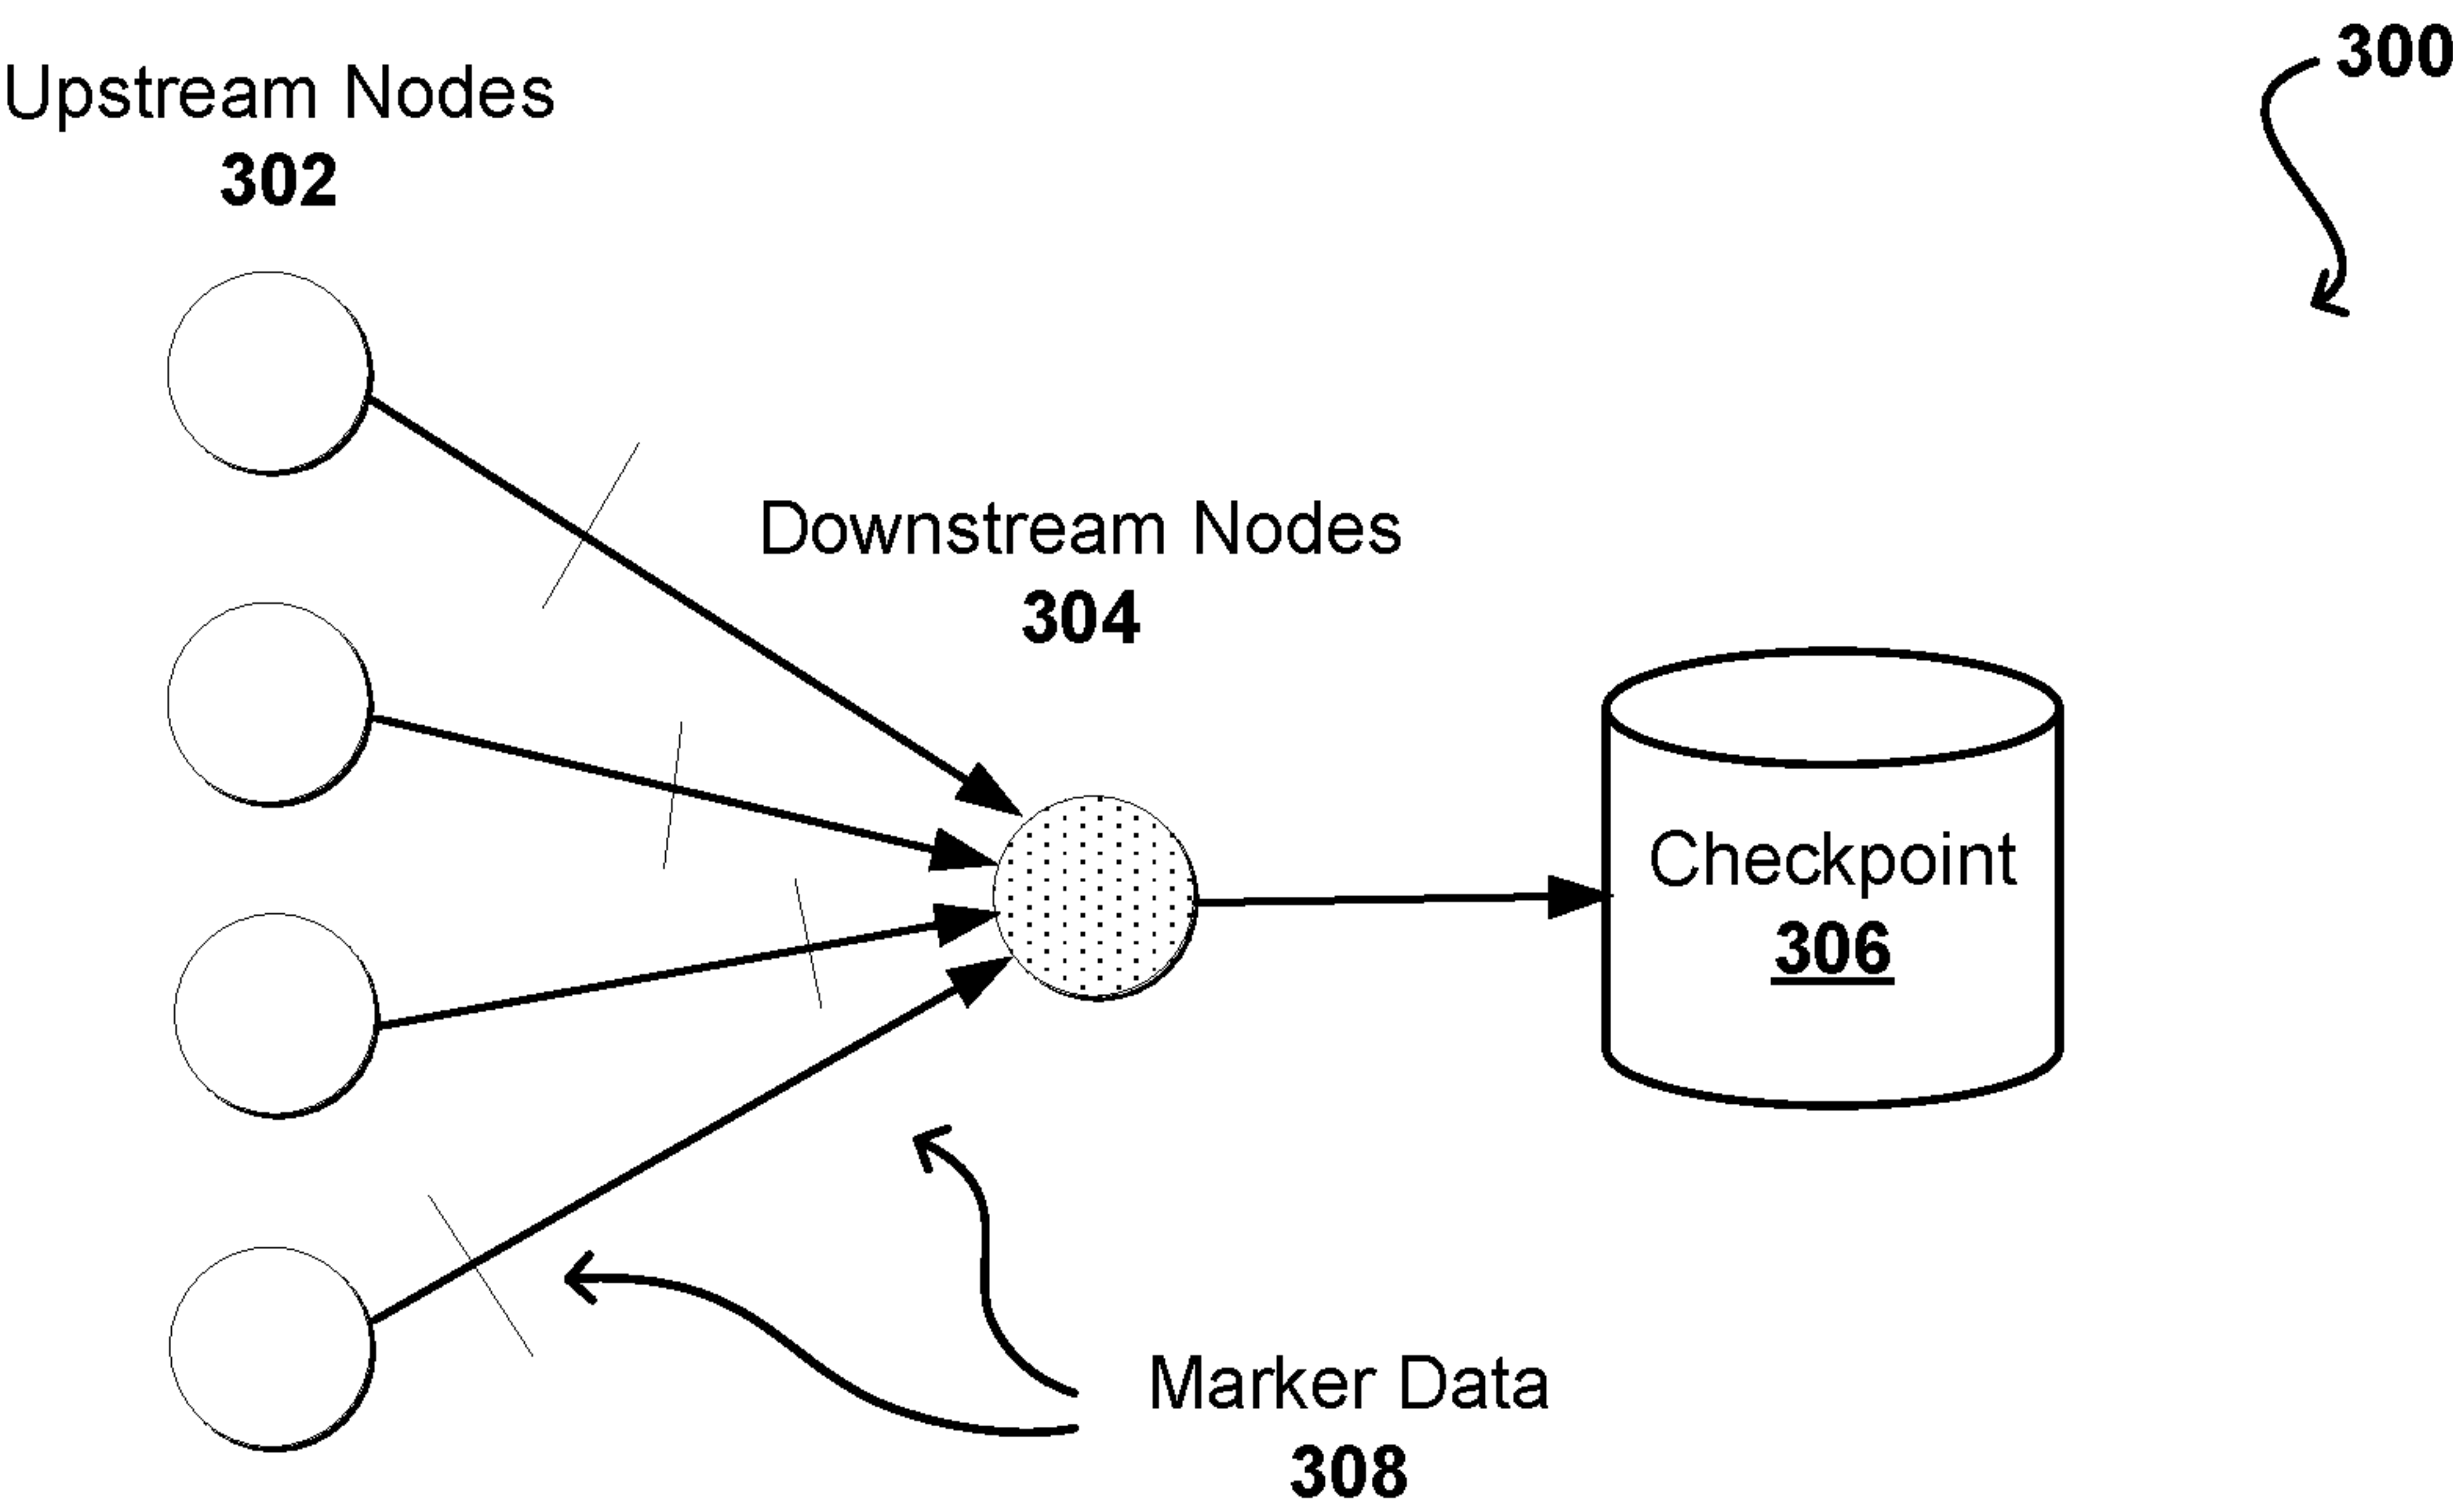 300
Upstream Nodes
302
Downstream Nodes
304
Checkpoint
306
Marker Data
308